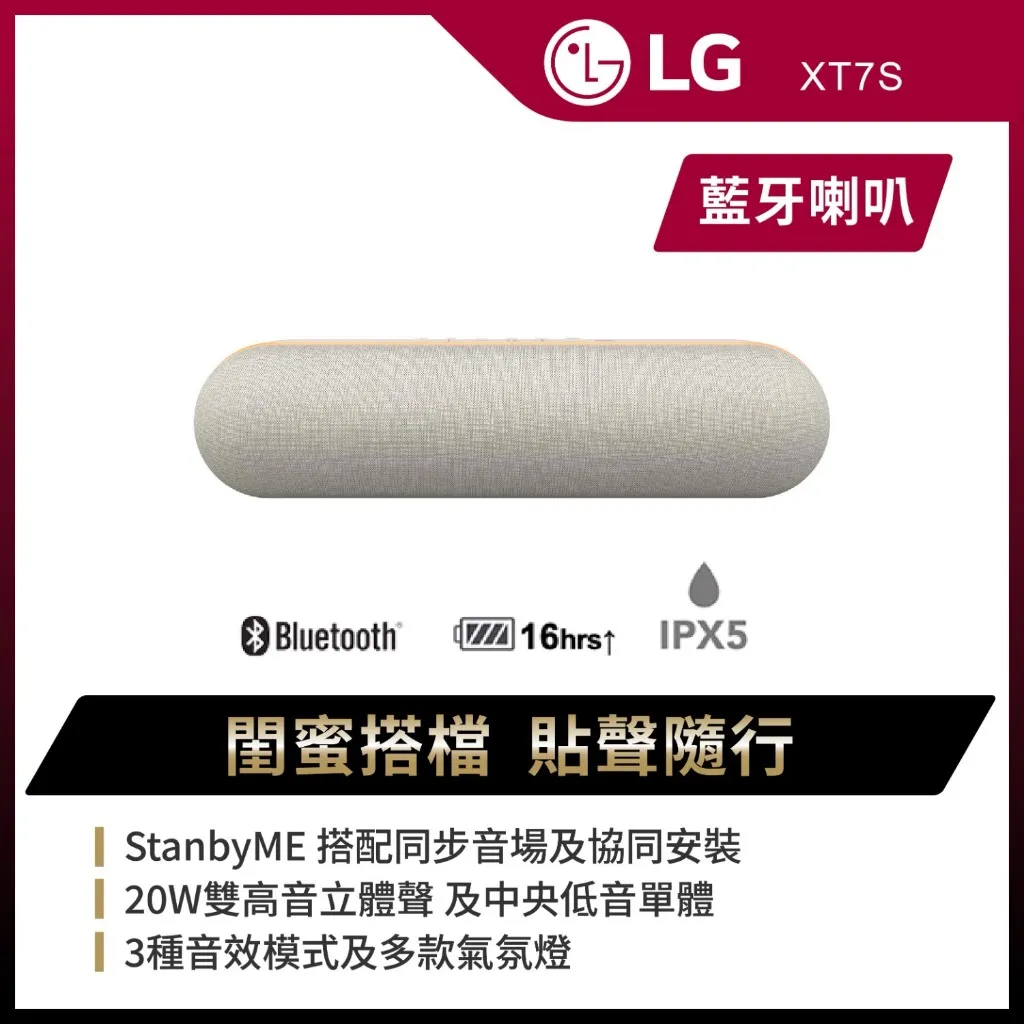 LG XT7S
藍牙喇叭
Bluetooth® 16hrs↑ IPX5
閨蜜搭檔 貼聲隨行
StanbyME 搭配同步音場及協同安裝
20W雙高音立體聲 及中央低音單體
3種音效模式及多款氣氛燈